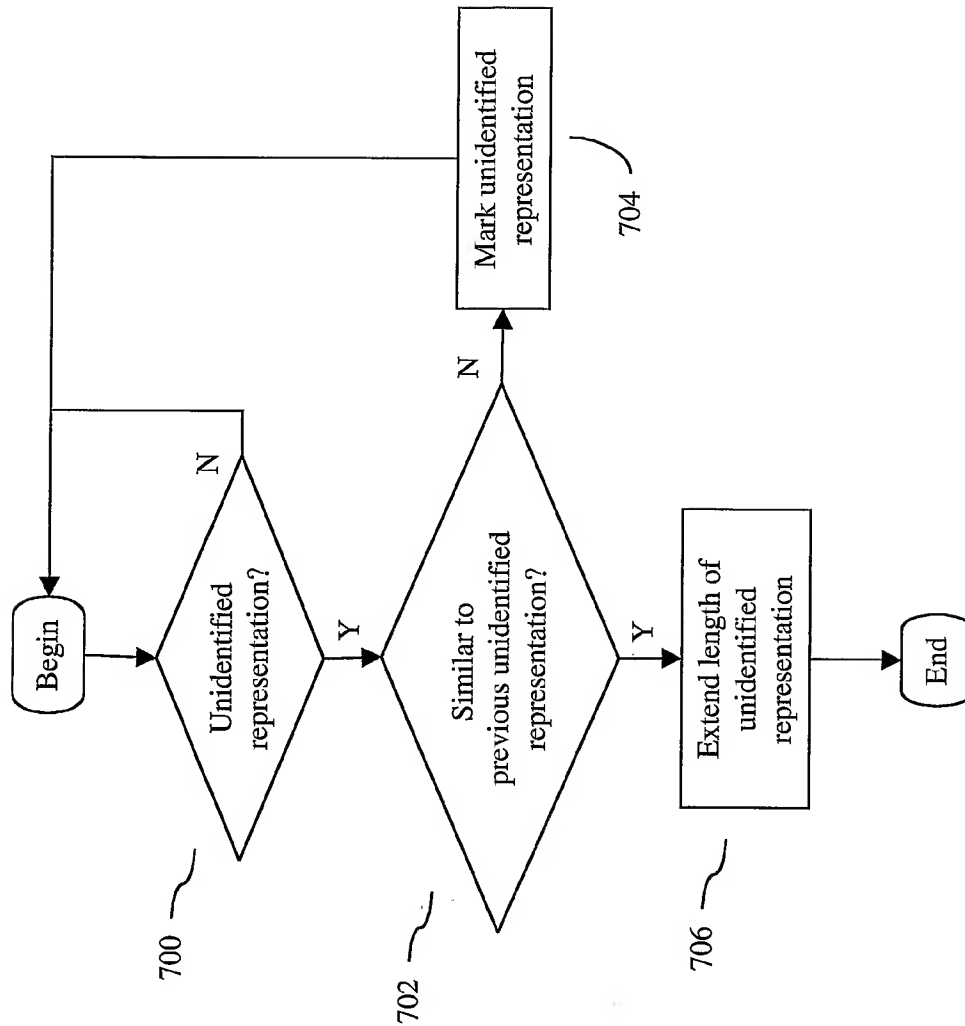 Begin
Unidentified
representation?
N
Y
700
Similar to
previous unidentified
representation?
N
Y
702
Mark unidentified
representation
704
Extend length of
unidentified
representation
706
End